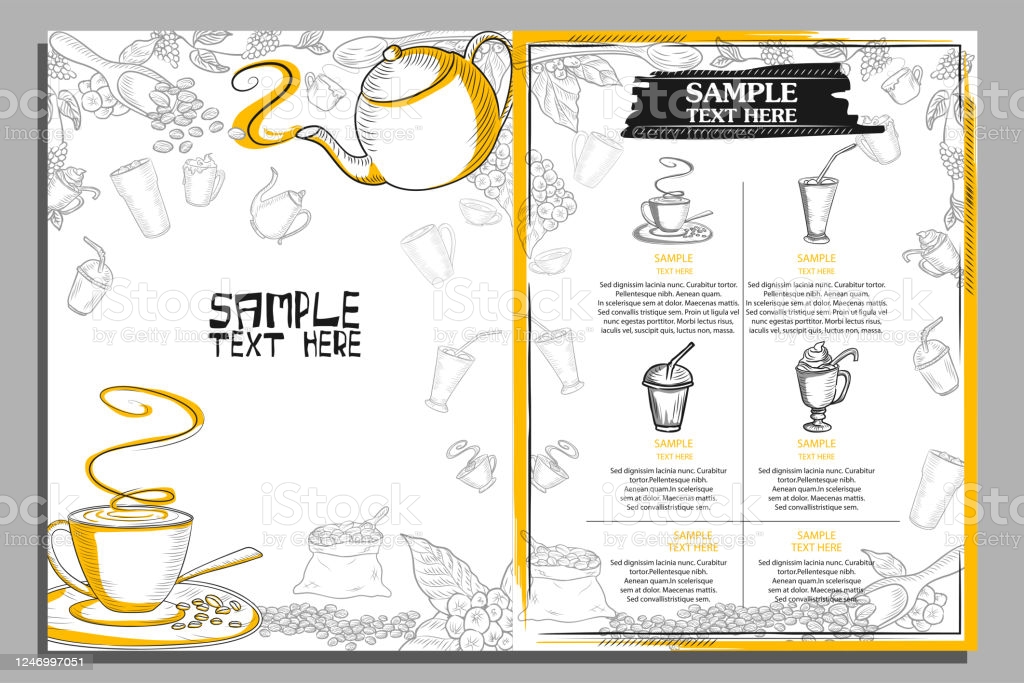 SAMPLE
TEXT HERE
SAMPLE
TEXT HERE
SAMPLE
TEXT HERE
Sed dignissim lacinia nunc. Curabitur tortor.
Pellentesque nibh. Aenean quam.
In scelerisque sem at dolor. Maecenas mattis.
Sed convallis tristique sem. Proin ut ligula vel
nunc egestas porttitor. Morbi lectus risus,
iaculis vel, suscipit quis, luctus non, massa.
SAMPLE
TEXT HERE
Sed dignissim lacinia nunc. Curabitur tortor.
Pellentesque nibh. Aenean quam.
In scelerisque sem at dolor. Maecenas mattis.
Sed convallis tristique sem. Proin ut ligula vel
nunc egestas porttitor. Morbi lectus risus,
iaculis vel, suscipit quis, luctus non, massa.
SAMPLE
TEXT HERE
Sed dignissim lacinia nunc. Curabitur
tortor. Pellentesque nibh.
Aenean quam.In scelerisque
sem at dolor. Maecenas mattis.
Sed convallistristique sem.
SAMPLE
TEXT HERE
Sed dignissim lacinia nunc. Curabitur
tortor. Pellentesque nibh.
Aenean quam.In scelerisque
sem at dolor. Maecenas mattis.
Sed convallistristique sem.
SAMPLE
TEXT HERE
Sed dignissim lacinia nunc.
Curabitur tortor.Pellentesque nibh.
Aenean quam.In scelerisque
sem at dolor. Maecenas mattis.
Sed convallis tristique sem.
SAMPLE
TEXT HERE
Sed dignissim lacinia nunc.
Curabitur tortor.Pellentesque nibh.
Aenean quam.In scelerisque
sem at dolor. Maecenas mattis.
Sed convallis tristique sem.
iStock
by Getty Images
1246997051
iStock
Credit: